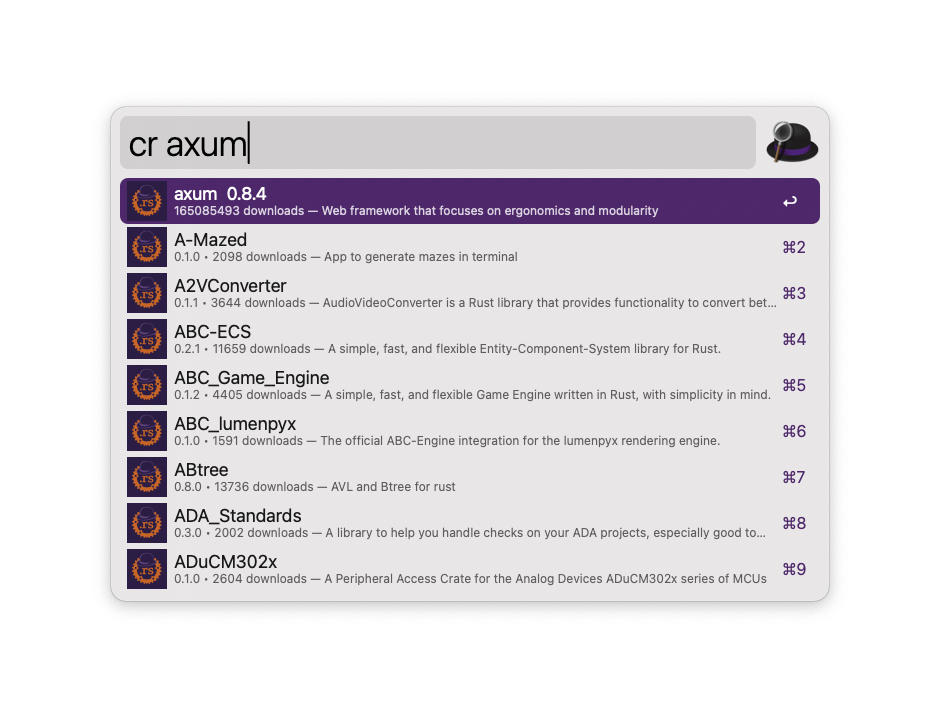 cr axum
axum  0.8.4
165085493 downloads — Web framework that focuses on ergonomics and modularity
↩
A-Mazed
0.1.0 • 2098 downloads — App to generate mazes in terminal
⌘2
A2VConverter
0.1.1 • 3644 downloads — AudioVideoConverter is a Rust library that provides functionality to convert bet…
⌘3
ABC-ECS
0.2.1 • 11659 downloads — A simple, fast, and flexible Entity-Component-System library for Rust.
⌘4
ABC_Game_Engine
0.1.2 • 4405 downloads — A simple, fast, and flexible Game Engine written in Rust, with simplicity in mind.
⌘5
ABC_lumenpyx
0.1.0 • 1591 downloads — The official ABC-Engine integration for the lumenpyx rendering engine.
⌘6
ABtree
0.8.0 • 13736 downloads — AVL and Btree for rust
⌘7
ADA_Standards
0.3.0 • 2002 downloads — A library to help you handle checks on your ADA projects, especially good to…
⌘8
ADuCM302x
0.1.0 • 2604 downloads — A Peripheral Access Crate for the Analog Devices ADuCM302x series of MCUs
⌘9
.rs
.rs
.rs
.rs
.rs
.rs
.rs
.rs
.rs